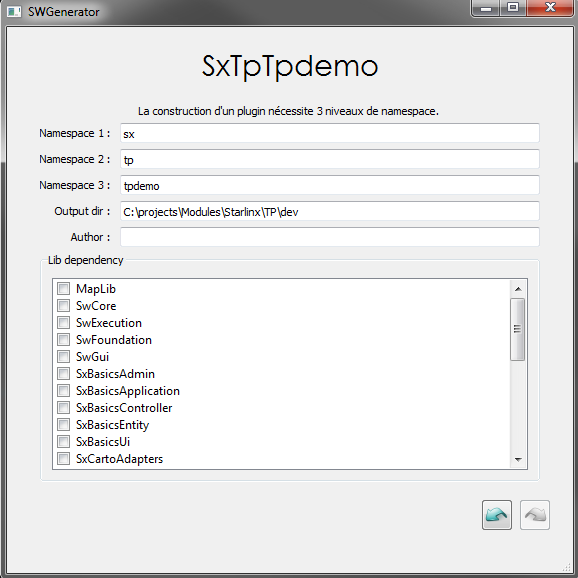 SWGenerator
SxTpTpdemo
La construction d'un plugin nécessite 3 niveaux de namespace.
Namespace 1 : sx
Namespace 2 : tp
Namespace 3 : tpdemo
Output dir : C:\projects\Modules\Starlinx\TP\dev
Author :
Lib dependency
MapLib
SwCore
SwExecution
SwFoundation
SwGui
SxBasicsAdmin
SxBasicsApplication
SxBasicsController
SxBasicsEntity
SxBasicsUi
SxCartoAdapters